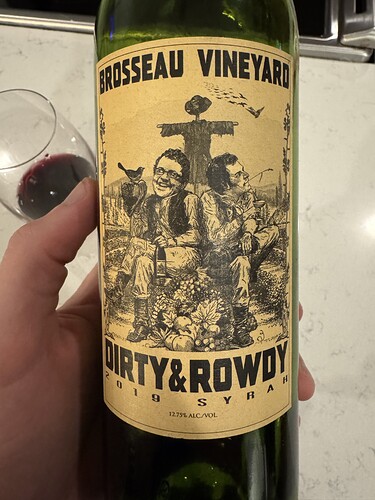 BROSSEAU VINEYARD
DIRTY&ROWDY
2019 SYRAH
12.75% ALC/VOL